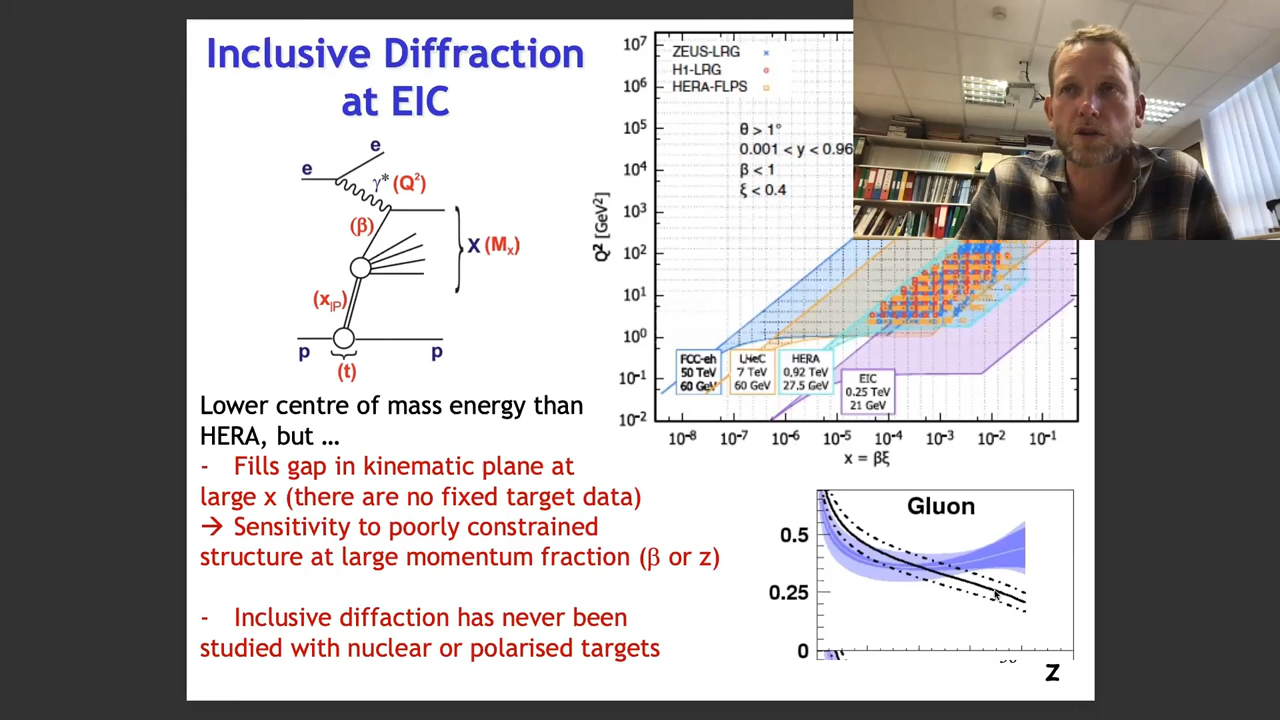 Inclusive Diffraction
at EIC
e
e
γ* (Q²)
(β)
X (Mₓ)
(x_IP)
p
p
(t)
Lower centre of mass energy than
HERA, but …
- Fills gap in kinematic plane at
large x (there are no fixed target data)
→ Sensitivity to poorly constrained
structure at large momentum fraction (β or z)
- Inclusive diffaction has never been
studied with nuclear or polarised targets
ZEUS-LRG
H1-LRG
HERA-FLPS
θ > 1°
0.001 < y < 0.96
β < 1
ξ < 0.4
Q² [GeV²]
10⁷
10⁶
10⁵
10⁴
10³
10²
10¹
10⁰
10⁻¹
10⁻²
FCC-eh
50 TeV
60 GeV
LHeC
7 TeV
60 GeV
HERA
0.92 TeV
27.5 GeV
EIC
0.25 TeV
21 GeV
10⁻⁸ 10⁻⁷ 10⁻⁶ 10⁻⁵ 10⁻⁴ 10⁻³ 10⁻² 10⁻¹
x = βξ
Gluon
0.5
0.25
0
z